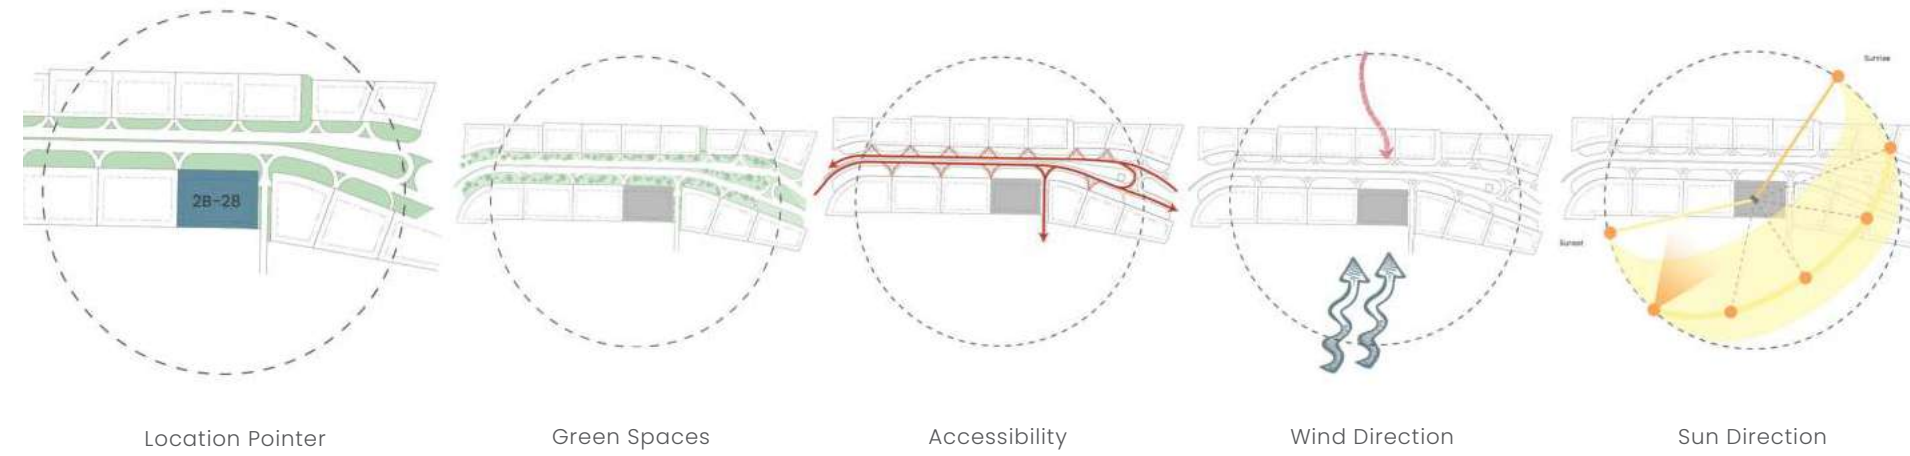 2B-28
Sunrise
Sunset
Location Pointer
Green Spaces
Accessibility
Wind Direction
Sun Direction